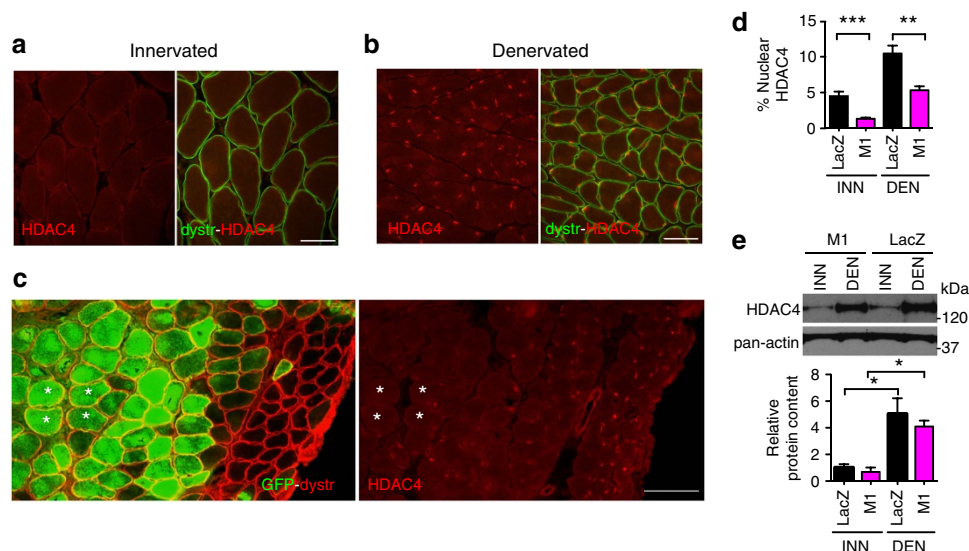 a
Innervated
HDAC4
dystr-HDAC4
b
Denervated
HDAC4
dystr-HDAC4
c
GFP-dystr
HDAC4
* * * *
* * * *
d
% Nuclear
HDAC4
15
10
5
0
***
**
LacZ M1 LacZ M1
INN DEN
e
M1 LacZ
INN DEN INN DEN
kDa
HDAC4
-120
pan-actin
-37
Relative
protein content
8
6
4
2
0
*
*
LacZ M1 LacZ M1
INN DEN